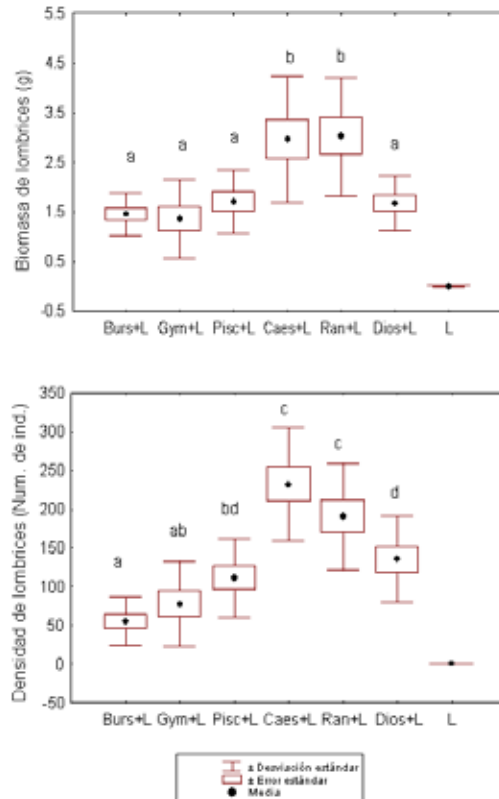 Biomasa de lombrices (g)
5.5
4.5
3.5
2.5
1.5
0.5
-0.5
a
a
a
b
b
a
Burs+L Gym+L Pisc+L Caes+L Ran+L Dios+L L
Densidad de lombrices (Num. de ind.)
350
300
250
200
150
100
50
0
-50
a
ab
bd
c
c
d
Burs+L Gym+L Pisc+L Caes+L Ran+L Dios+L L
± Desviación estándar
± Error estándar
Media